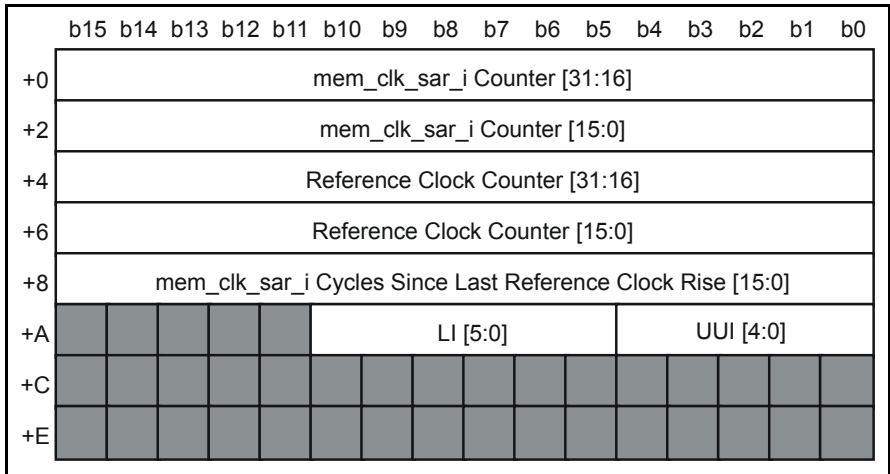 b15 b14 b13 b12 b11 b10 b9 b8 b7 b6 b5 b4 b3 b2 b1 b0
+0 mem_clk_sar_i Counter [31:16]
+2 mem_clk_sar_i Counter [15:0]
+4 Reference Clock Counter [31:16]
+6 Reference Clock Counter [15:0]
+8 mem_clk_sar_i Cycles Since Last Reference Clock Rise [15:0]
+A LI [5:0] UUI [4:0]
+C
+E